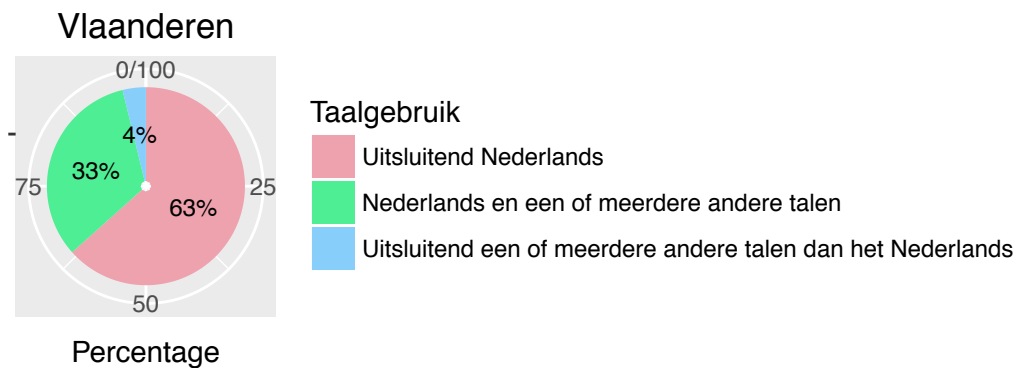 Vlaanderen
0/100
4%
33%
75
25
63%
50
Percentage
Taalgebruik
Uitsluitend Nederlands
Nederlands en een of meerdere andere talen
Uitsluitend een of meerdere andere talen dan het Nederlands